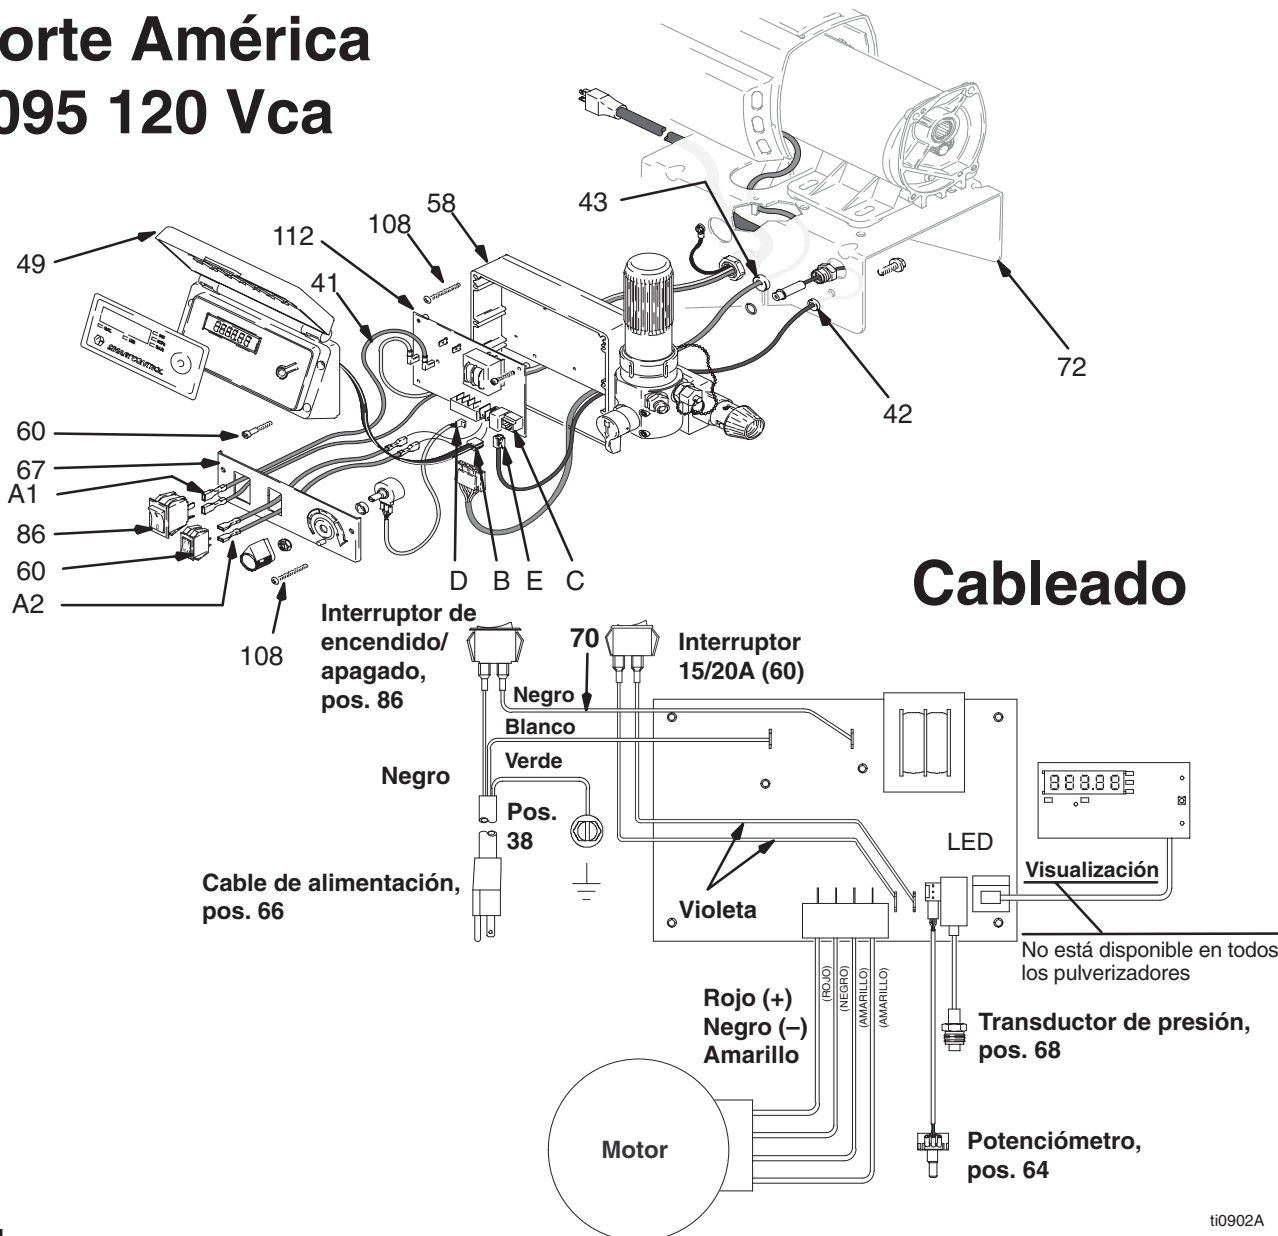 orte América
095 120 Vca
58
43
108
112
49
41
72
42
60
67
A1
86
60
A2
108
D
B
E
C
SMARTCONTROL
Cableado
Interruptor de
encendido/
apagado,
pos. 86
70
Interruptor
15/20A (60)
Negro
Blanco
Verde
Negro
Pos.
38
Cable de alimentación,
pos. 66
Violeta
LED
Visualización
No está disponible en todos
los pulverizadores
(ROJO)
(NEGRO)
(AMARILLO)
(AMARILLO)
Rojo (+)
Negro (–)
Amarillo
Transductor de presión,
pos. 68
Motor
Potenciómetro,
pos. 64
ti0902A